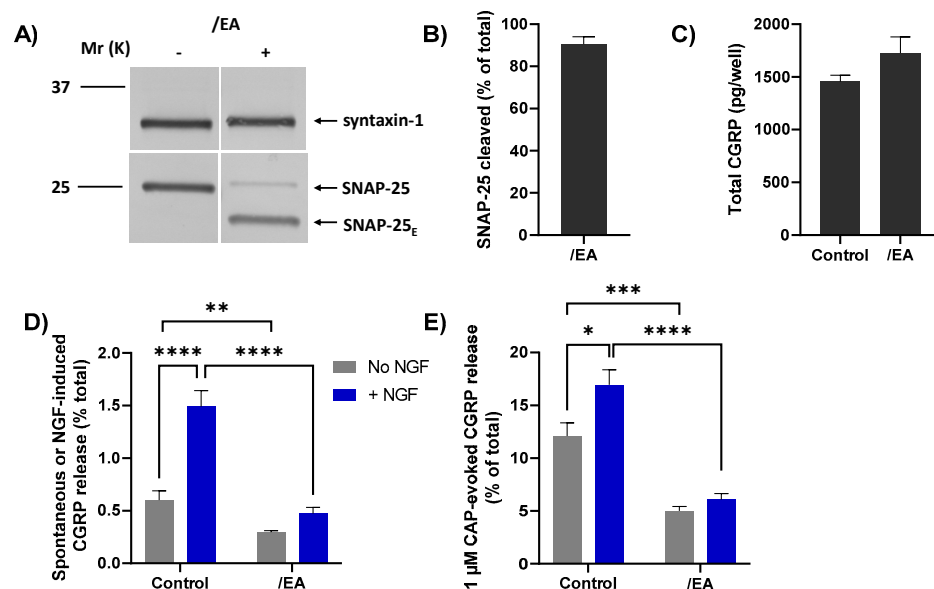 A)
/EA
Mr (K)
- +
37
syntaxin-1
25
SNAP-25
SNAP-25E
B)
SNAP-25 cleaved (% of total)
100
80
60
40
20
0
/EA
C)
Total CGRP (pg/well)
2000
1500
1000
500
0
Control /EA
D)
**
**** ****
Spontaneous or NGF-induced
CGRP release (% total)
2.0
1.5
1.0
0.5
0.0
No NGF
+ NGF
Control /EA
E)
***
* ****
1 µM CAP-evoked CGRP release
(% of total)
20
15
10
5
0
Control /EA